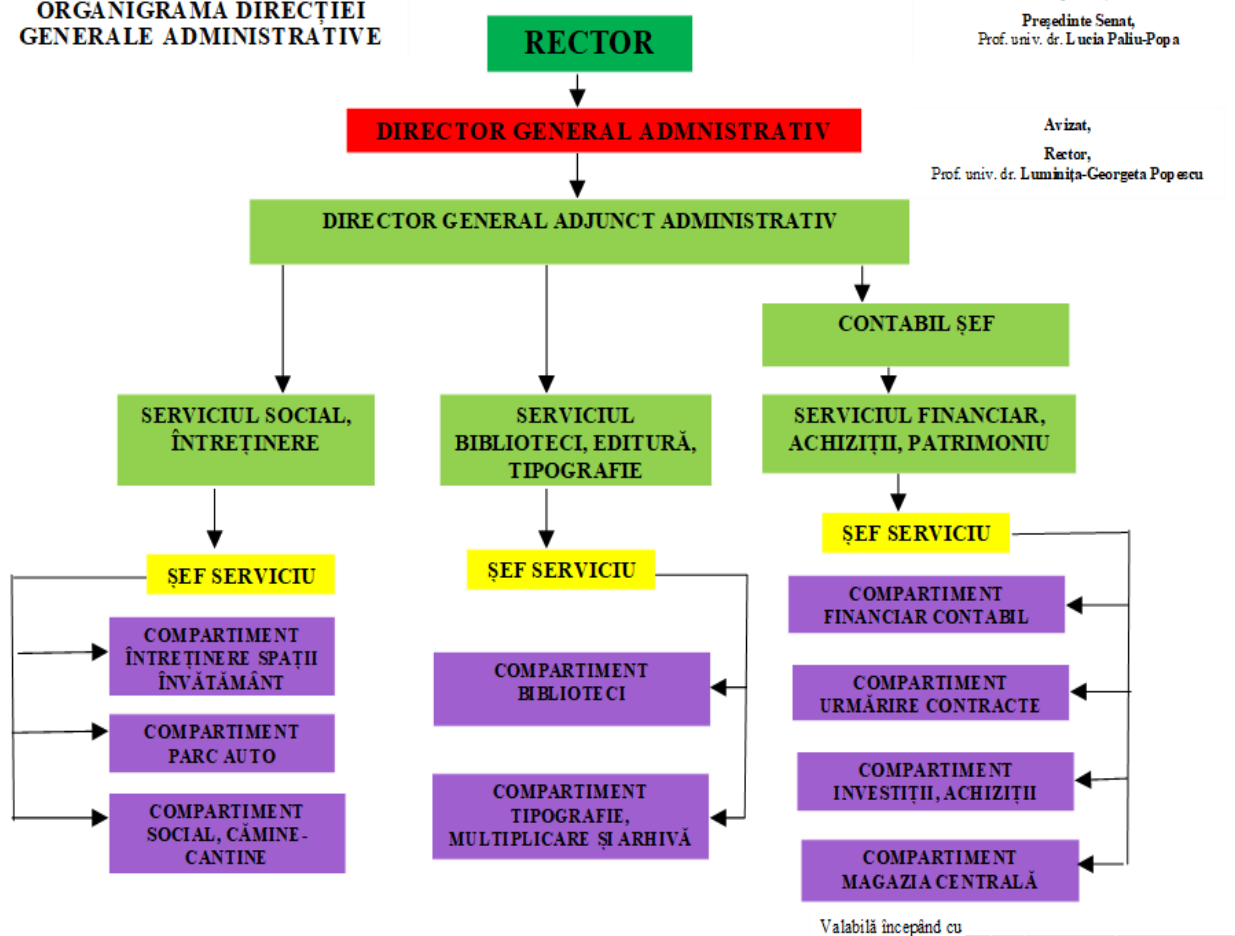 ORGANIGRAMA DIRECȚIEI
GENERALE ADMINISTRATIVE
Președinte Senat,
Prof. univ. dr. Lucia Paliu-Popa
RECTOR
DIRECTOR GENERAL ADMNISTRATIV
Avizat,
Rector,
Prof. univ. dr. Luminița-Georgeta Popescu
DIRECTOR GENERAL ADJUNCT ADMINISTRATIV
CONTABIL ȘEF
SERVICIUL SOCIAL,
ÎNTREȚINERE
SERVICIUL
BIBLIOTECI, EDITURĂ,
TIPOGRAFIE
SERVICIUL FINANCIAR,
ACHIZIȚII, PATRIMONIU
ȘEF SERVICIU
COMPARTIMENT
ÎNTREȚINERE SPAȚII
ÎNVĂTĂMÂNT
COMPARTIMENT
PARC AUTO
COMPARTIMENT
SOCIAL, CĂMINE-
CANTINE
ȘEF SERVICIU
COMPARTIMENT
BIBLIOTECI
COMPARTIMENT
TIPOGRAFIE,
MULTIPLICARE ȘI ARHIVĂ
ȘEF SERVICIU
COMPARTIMENT
FINANCIAR CONTABIL
COMPARTIMENT
URMĂRIRE CONTRACTE
COMPARTIMENT
INVESTIȚII, ACHIZIȚII
COMPARTIMENT
MAGAZIA CENTRALĂ
Valabilă începând cu